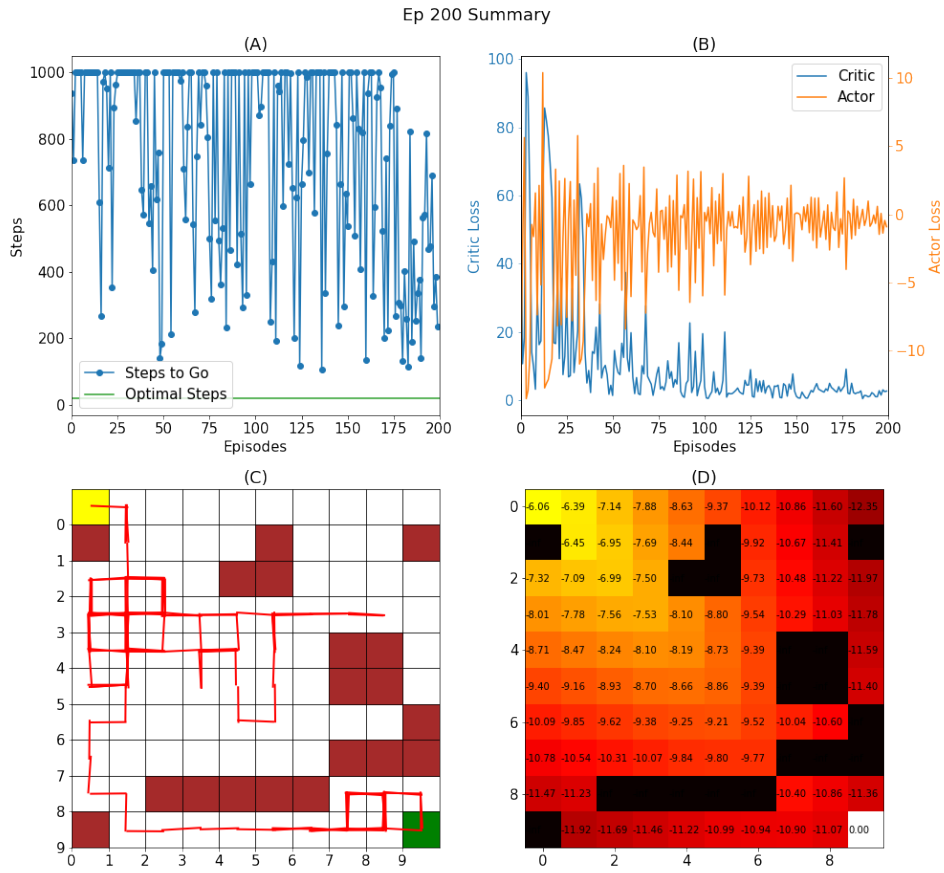 Ep 200 Summary
(A)
1000
800
600
400
200
0
Steps
Steps to Go
Optimal Steps
0 25 50 75 100 125 150 175 200
Episodes
(B)
100
80
60
40
20
0
Critic Loss
Critic
Actor
10
5
0
−5
−10
Actor Loss
0 25 50 75 100 125 150 175 200
Episodes
(C)
0
1
2
3
4
5
6
7
8
9
0 1 2 3 4 5 6 7 8 9
(D)
0 -6.06 -6.39 -7.14 -7.88 -8.63 -9.37 -10.12 -10.86 -11.60 -12.35
-6.45 -6.95 -7.69 -8.44 -9.92 -10.67 -11.41
2 -7.32 -7.09 -6.99 -7.50 -9.73 -10.48 -11.22 -11.97
-8.01 -7.78 -7.56 -7.53 -8.10 -8.80 -9.54 -10.29 -11.03 -11.78
4 -8.71 -8.47 -8.24 -8.10 -8.19 -8.73 -9.39 -11.59
-9.40 -9.16 -8.93 -8.70 -8.66 -8.86 -9.39 -11.40
6 -10.09 -9.85 -9.62 -9.38 -9.25 -9.21 -9.52 -10.04 -10.60
-10.78 -10.54 -10.31 -10.07 -9.84 -9.80 -9.77
8 -11.47 -11.23 -10.40 -10.86 -11.36
-11.92 -11.69 -11.46 -11.22 -10.99 -10.94 -10.90 -11.07 0.00
0 2 4 6 8